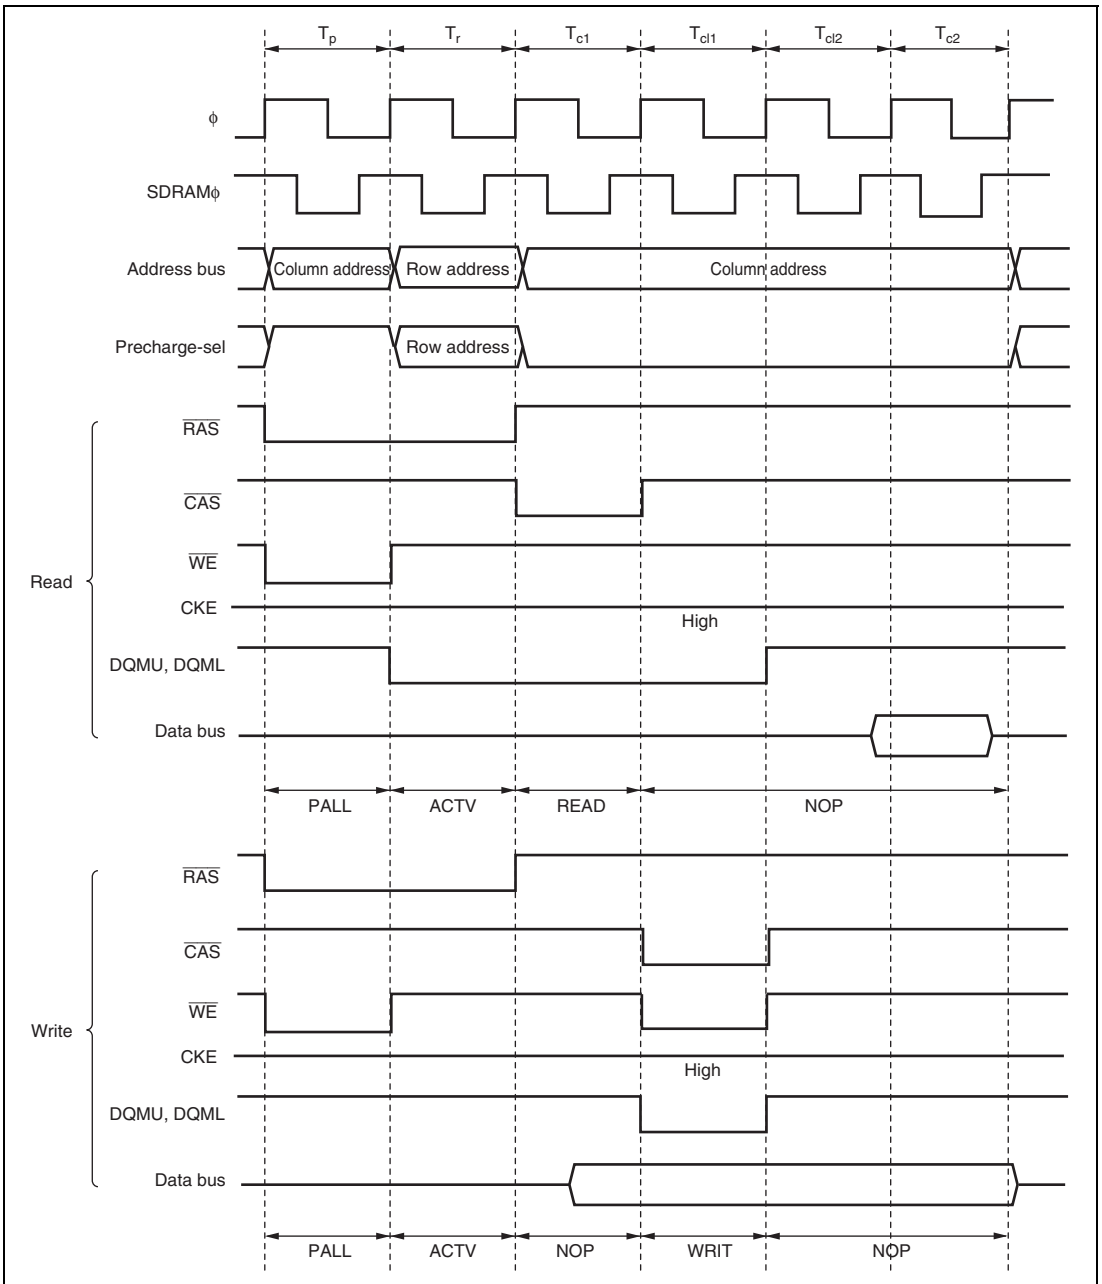 Tp Tr Tc1 Tcl1 Tcl2 Tc2
ϕ
SDRAMϕ
Address bus Column address Row address Column address
Precharge-sel Row address
RAS
CAS
WE
Read
CKE
High
DQMU, DQML
Data bus
PALL ACTV READ NOP
RAS
CAS
WE
Write
CKE
High
DQMU, DQML
Data bus
PALL ACTV NOP WRIT NOP